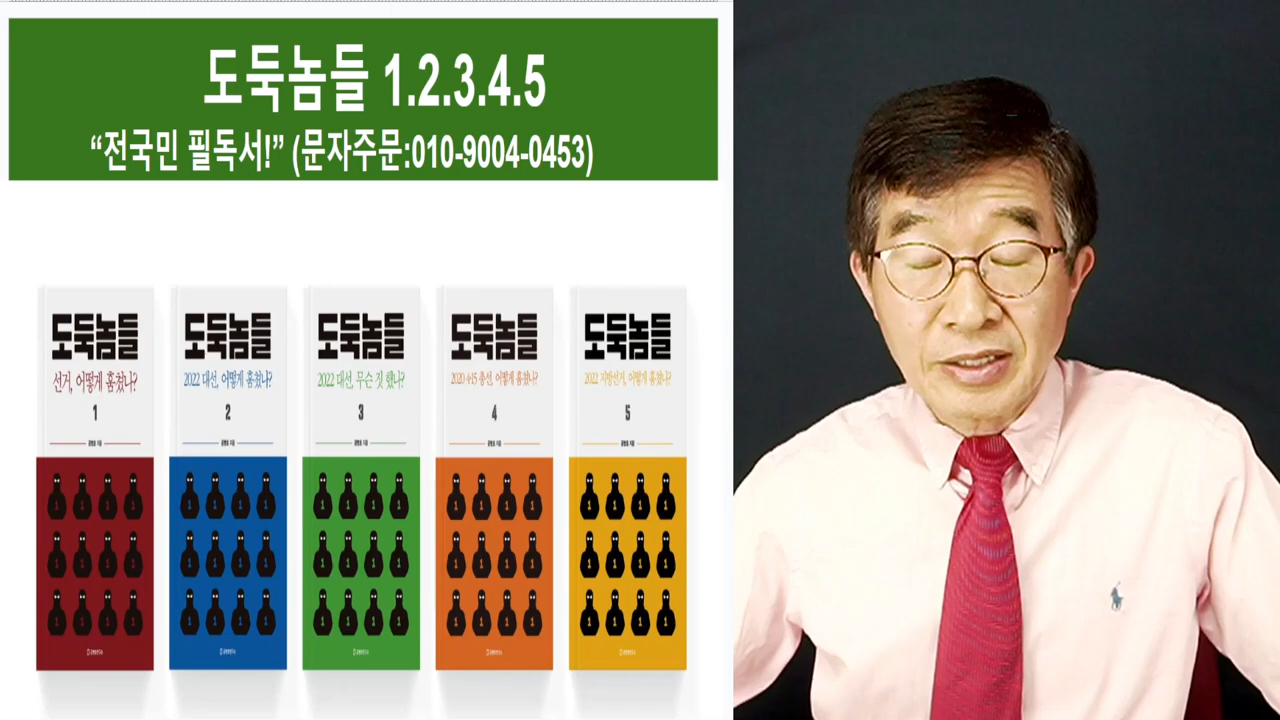 도둑놈들 1.2.3.4.5
“전국민 필독서!” (문자주문:010-9004-0453)
도둑놈들
선거, 어떻게 훔쳤나?
1
도둑놈들
2022 대선, 어떻게 훔쳤나?
2
도둑놈들
2022 대선, 무슨 짓 했나?
3
도둑놈들
2020 4·15 총선, 어떻게 훔쳤나?
4
도둑놈들
2022 지방선거, 어떻게 훔쳤나?
5